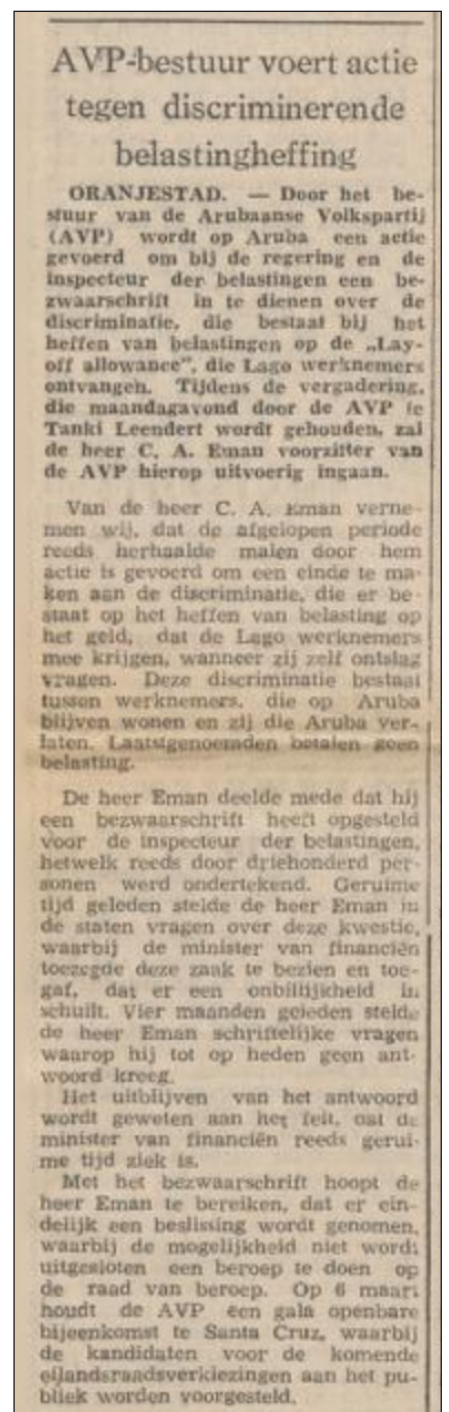 AVP-bestuur voert actie
tegen discriminerende
belastingheffing
ORANJESTAD. — Door het be-
stuur van de Arubaanse Volkspartij
(AVP) wordt op Aruba een actie
gevoerd om bij de regering en de
inspecteur der belastingen een be-
zwaarschrift in te dienen over de
discriminatie, die bestaat bij het
heffen van belastingen op de „Lay-
off allowance", die Lago werknemers
ontvangen. Tijdens de vergadering,
die maandagavond door de AVP te
Tanki Leendert wordt gehouden, zal
de heer C. A. Eman voorzitter van
de AVP hierop uitvoerig ingaan.
Van de heer C. A. Eman verne-
men wij, dat de afgelopen periode
reeds herhaalde malen door hem
actie is gevoerd om een einde te ma-
ken aan de discriminatie, die er be-
staat op het heffen van belasting op
het geld, dat de Lago werknemers
mee krijgen, wanneer zij zelf ontslag
vragen. Deze discriminatie bestaat
tussen werknemers, die op Aruba
blijven wonen en zij die Aruba ver-
laten. Laatstgenoemden betalen geen
belasting.
De heer Eman deelde mede dat hij
een bezwaarschrift heeft opgesteld
voor de inspecteur der belastingen,
hetwelk reeds door driehonderd per-
sonen werd ondertekend. Geruime
tijd geleden stelde de heer Eman in
de staten vragen over deze kwestie,
waarbij de minister van financiën
toezegde deze zaak te bezien en toe-
gaf, dat er een onbillijkheid in
schuilt. Vier maanden geleden stelde
de heer Eman schriftelijke vragen
waarop hij tot op heden geen ant-
woord kreeg.
Het uitblijven van het antwoord
wordt geweten aan het feit, dat de
minister van financiën reeds gerui-
me tijd ziek is.
Met het bezwaarschrift hoopt de
heer Eman te bereiken, dat er ein-
delijk een beslissing wordt genomen,
waarbij de mogelijkheid niet wordt
uitgesloten een beroep te doen op
de raad van beroep. Op 6 maart
houdt de AVP een gala openbare
bijeenkomst te Santa Cruz, waarbij
de kandidaten voor de komende
eilandsraadsverkiezingen aan het pu-
bliek worden voorgesteld.